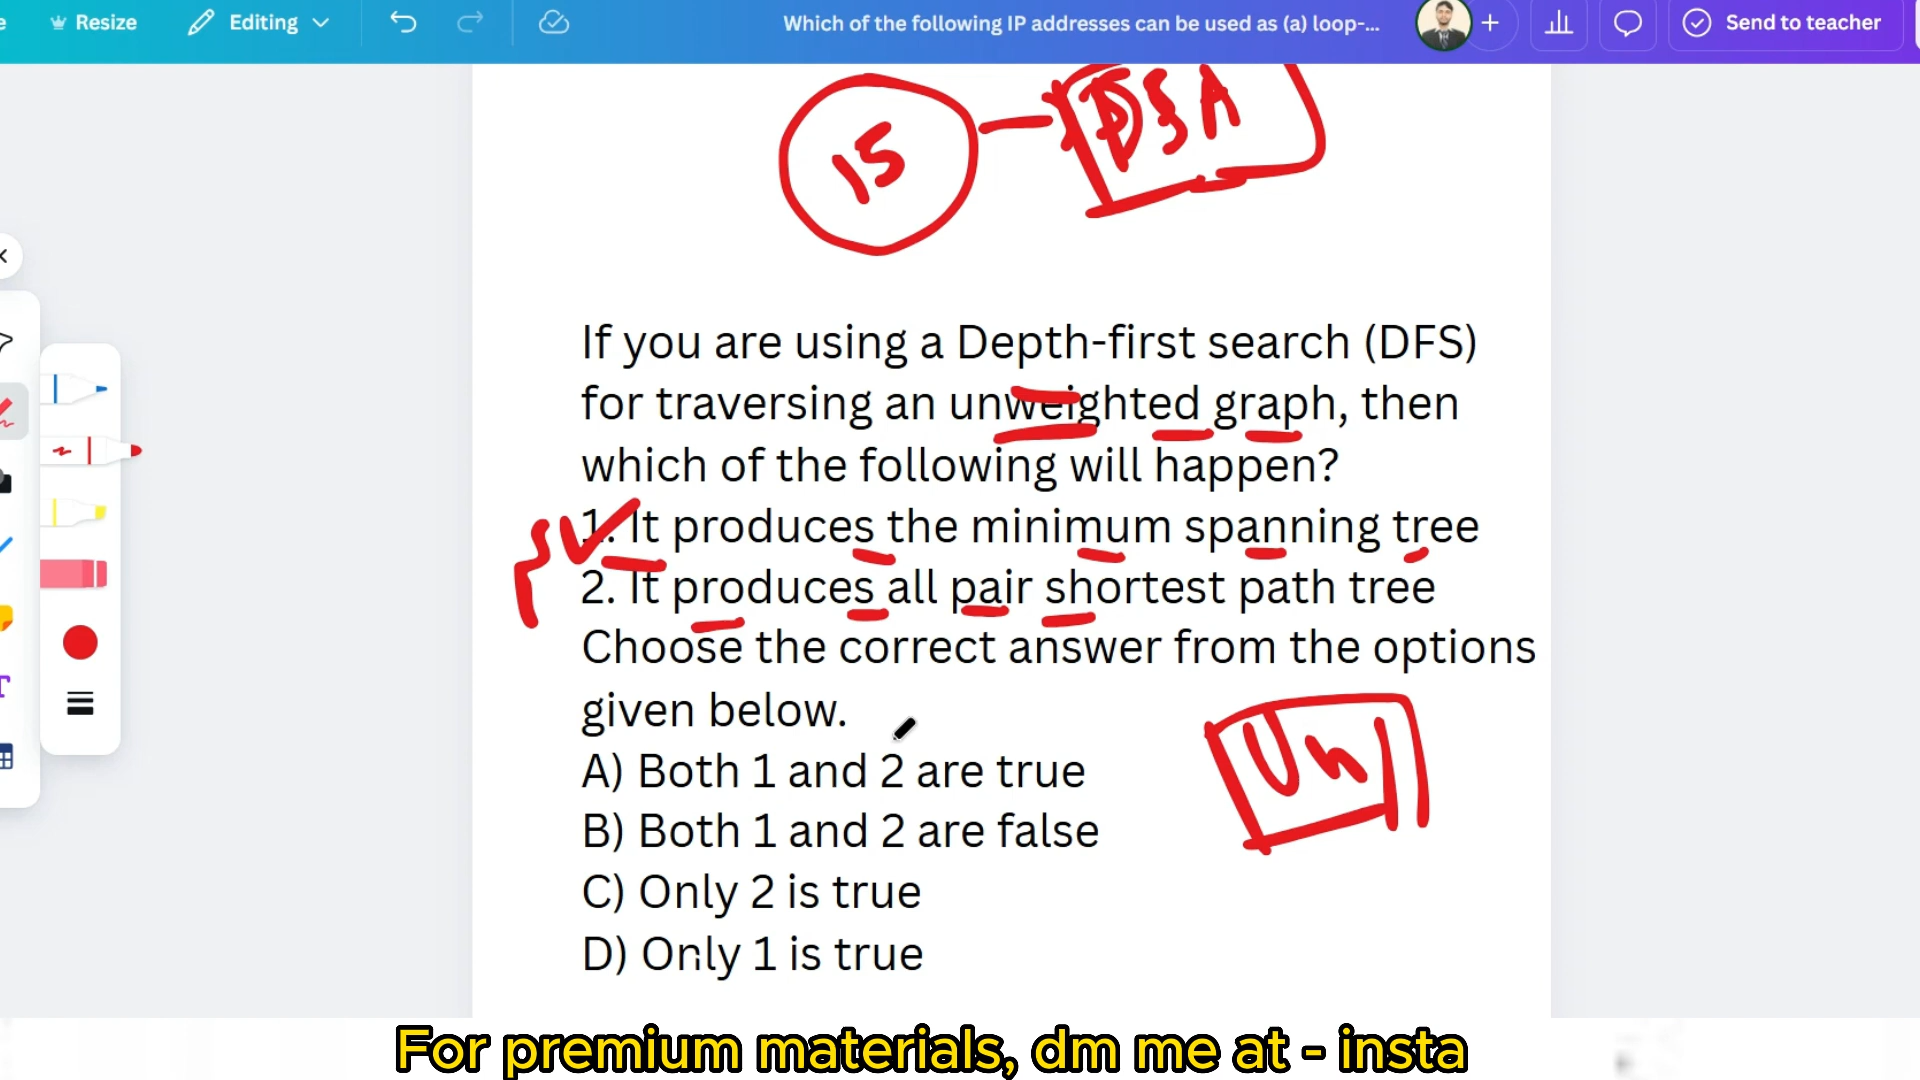 Resize
Editing
Which of the following IP addresses can be used as (a) loop-...
Send to teacher
15 - DSA
If you are using a Depth-first search (DFS)
for traversing an unweighted graph, then
which of the following will happen?
1. It produces the minimum spanning tree
2. It produces all pair shortest path tree
Choose the correct answer from the options
given below.
A) Both 1 and 2 are true
B) Both 1 and 2 are false
C) Only 2 is true
D) Only 1 is true
Un
For premium materials, dm me at - insta